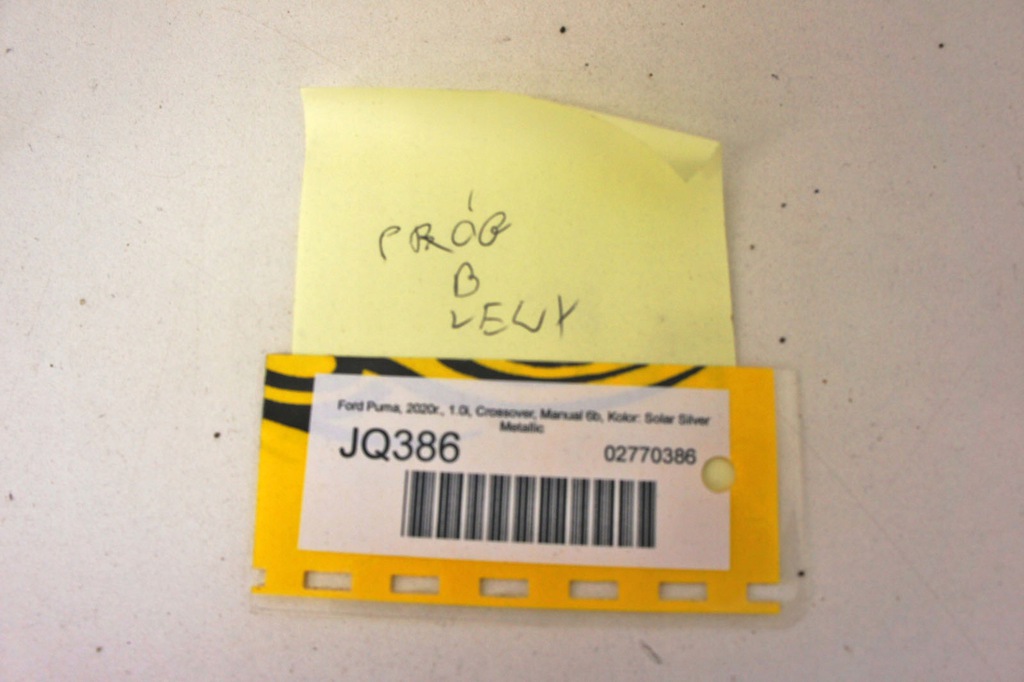 PRÓG
B
LEWY
Ford Puma, 2020r., 1.0i, Crossover, Manual 6b, Kolor: Solar Silver
Metallic
JQ386 02770386